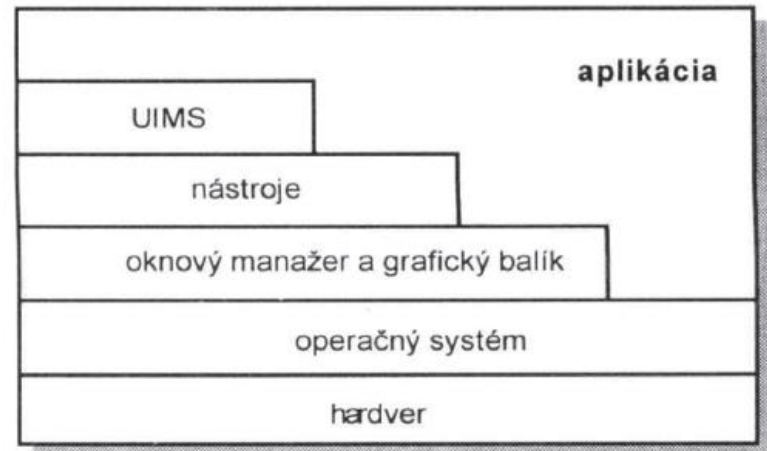 aplikácia
UIMS
nástroje
oknový manažer a grafický balík
operačný systém
hardver